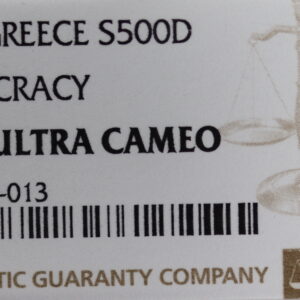 GREECE S500D
CRACY
ULTRA CAMEO
-013
TIC GUARANTY COMPANY